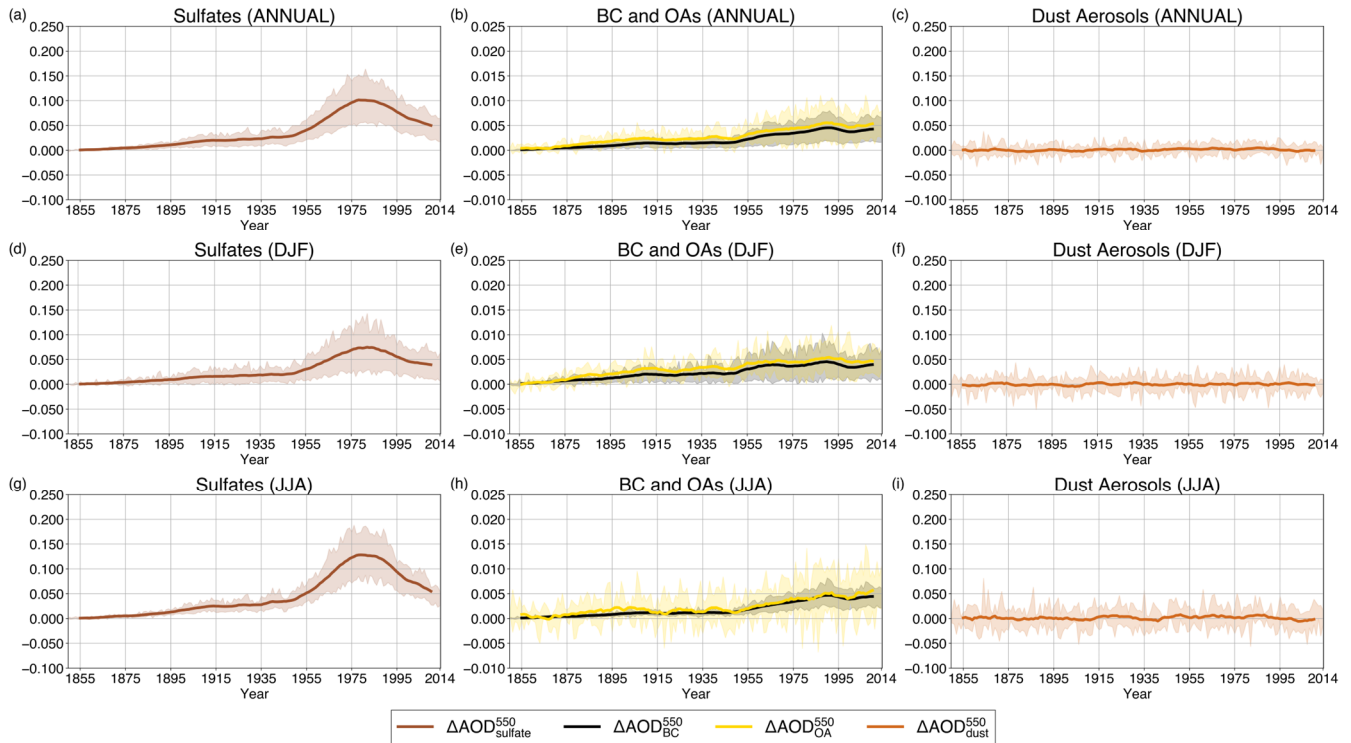 (a) Sulfates (ANNUAL)
0.250
0.200
0.150
0.100
0.050
0.000
−0.050
−0.100
1855 1875 1895 1915 1935 1955 1975 1995 2014
Year
(b) BC and OAs (ANNUAL)
0.025
0.020
0.015
0.010
0.005
0.000
−0.005
−0.010
1855 1875 1895 1915 1935 1955 1975 1995 2014
Year
(c) Dust Aerosols (ANNUAL)
0.250
0.200
0.150
0.100
0.050
0.000
−0.050
−0.100
1855 1875 1895 1915 1935 1955 1975 1995 2014
Year
(d) Sulfates (DJF)
0.250
0.200
0.150
0.100
0.050
0.000
−0.050
−0.100
1855 1875 1895 1915 1935 1955 1975 1995 2014
Year
(e) BC and OAs (DJF)
0.025
0.020
0.015
0.010
0.005
0.000
−0.005
−0.010
1855 1875 1895 1915 1935 1955 1975 1995 2014
Year
(f) Dust Aerosols (DJF)
0.250
0.200
0.150
0.100
0.050
0.000
−0.050
−0.100
1855 1875 1895 1915 1935 1955 1975 1995 2014
Year
(g) Sulfates (JJA)
0.250
0.200
0.150
0.100
0.050
0.000
−0.050
−0.100
1855 1875 1895 1915 1935 1955 1975 1995 2014
Year
(h) BC and OAs (JJA)
0.025
0.020
0.015
0.010
0.005
0.000
−0.005
−0.010
1855 1875 1895 1915 1935 1955 1975 1995 2014
Year
(i) Dust Aerosols (JJA)
0.250
0.200
0.150
0.100
0.050
0.000
−0.050
−0.100
1855 1875 1895 1915 1935 1955 1975 1995 2014
Year
ΔAOD⁵⁵⁰sulfate ΔAOD⁵⁵⁰BC ΔAOD⁵⁵⁰OA ΔAOD⁵⁵⁰dust